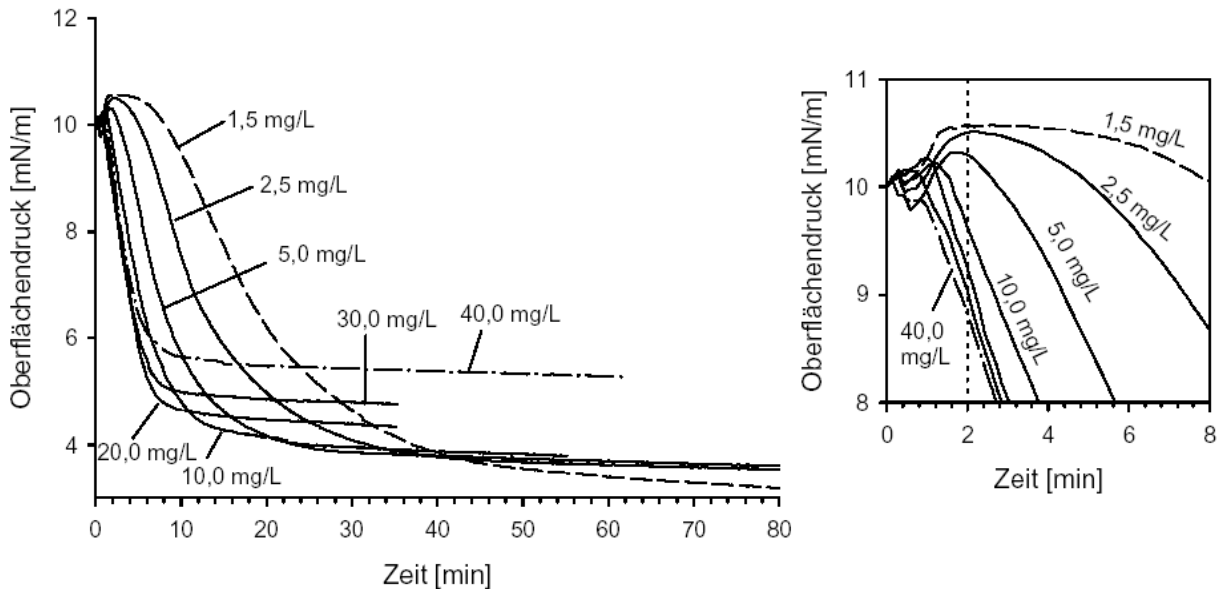 12
10
8
6
4
Oberflächendruck [mN/m]
1,5 mg/L
2,5 mg/L
5,0 mg/L
30,0 mg/L
40,0 mg/L
20,0 mg/L
10,0 mg/L
0 10 20 30 40 50 60 70 80
Zeit [min]
11
10
9
8
Oberflächendruck [mN/m]
1,5 mg/L
2,5 mg/L
5,0 mg/L
10,0 mg/L
40,0
mg/L
0 2 4 6 8
Zeit [min]